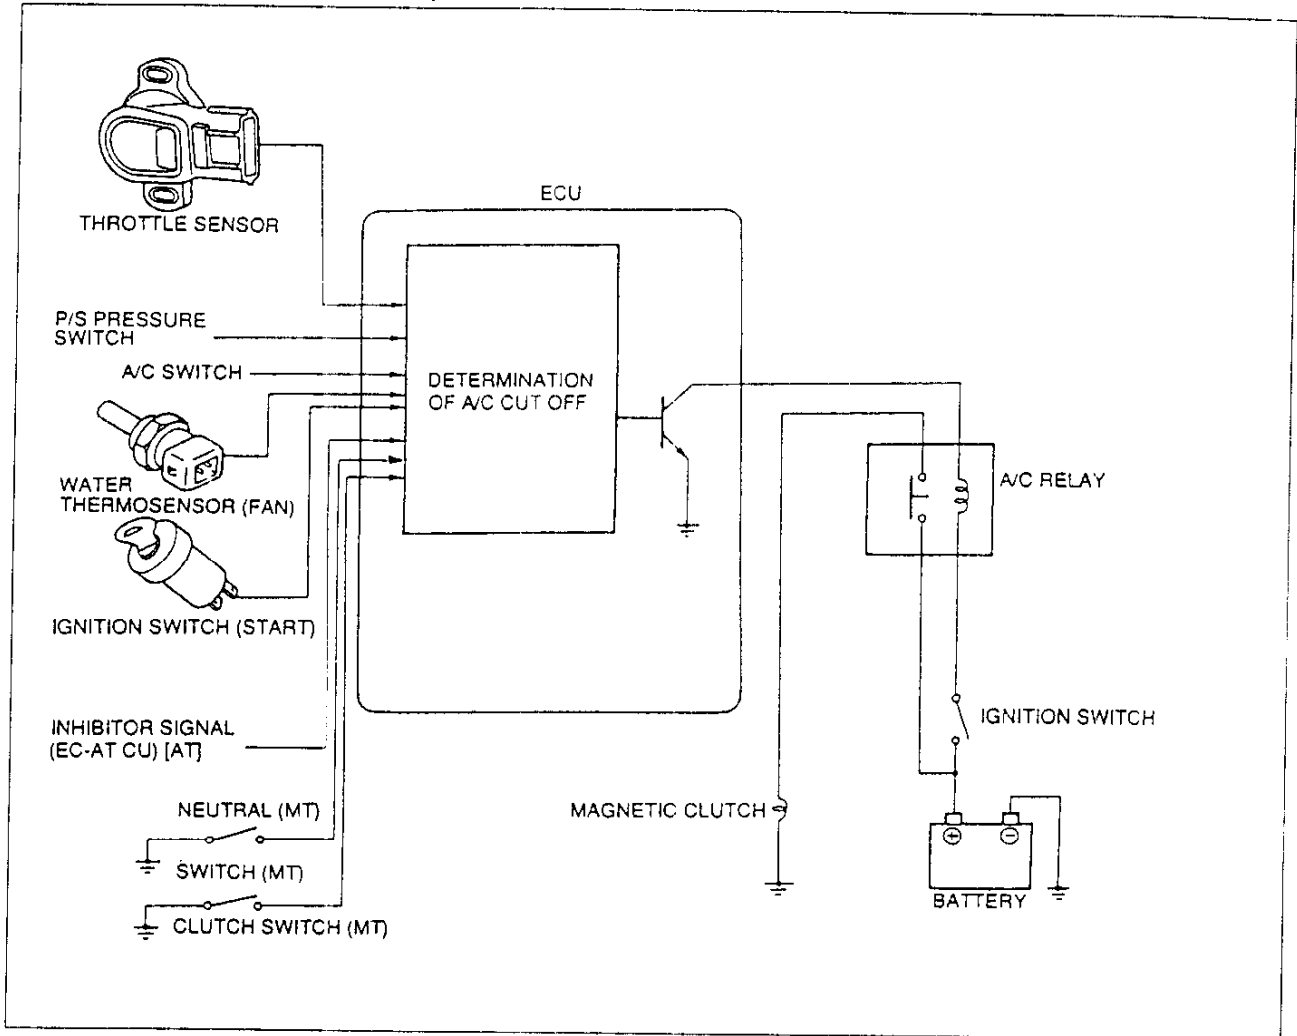 ECU
THROTTLE SENSOR
P/S PRESSURE
SWITCH
A/C SWITCH
DETERMINATION
OF A/C CUT OFF
WATER
THERMOSENSOR (FAN)
A/C RELAY
IGNITION SWITCH (START)
INHIBITOR SIGNAL
(EC-AT CU) [AT]
IGNITION SWITCH
NEUTRAL (MT)
SWITCH (MT)
MAGNETIC CLUTCH
+
−
BATTERY
CLUTCH SWITCH (MT)